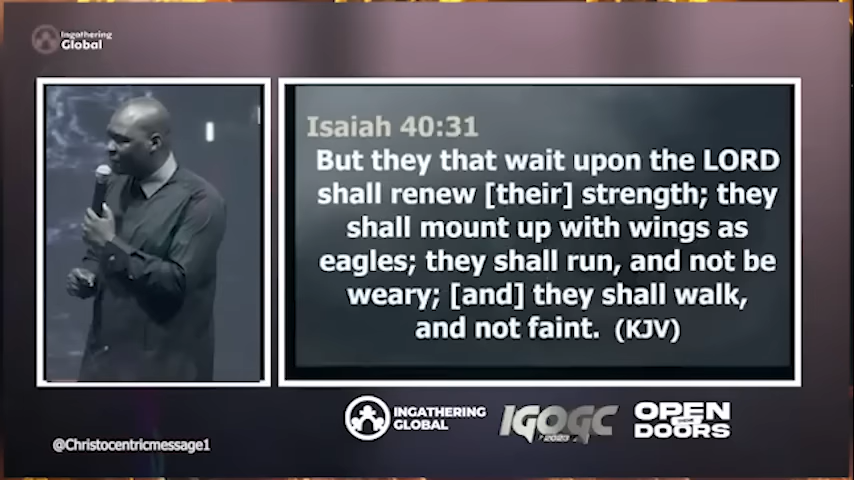 Ingathering
Global
Isaiah 40:31
But they that wait upon the LORD
shall renew [their] strength; they
shall mount up with wings as
eagles; they shall run, and not be
weary; [and] they shall walk,
and not faint. (KJV)
INGATHERING
GLOBAL
IGOGC
2023
OPEN
DOORS
@Christocentricmessage1